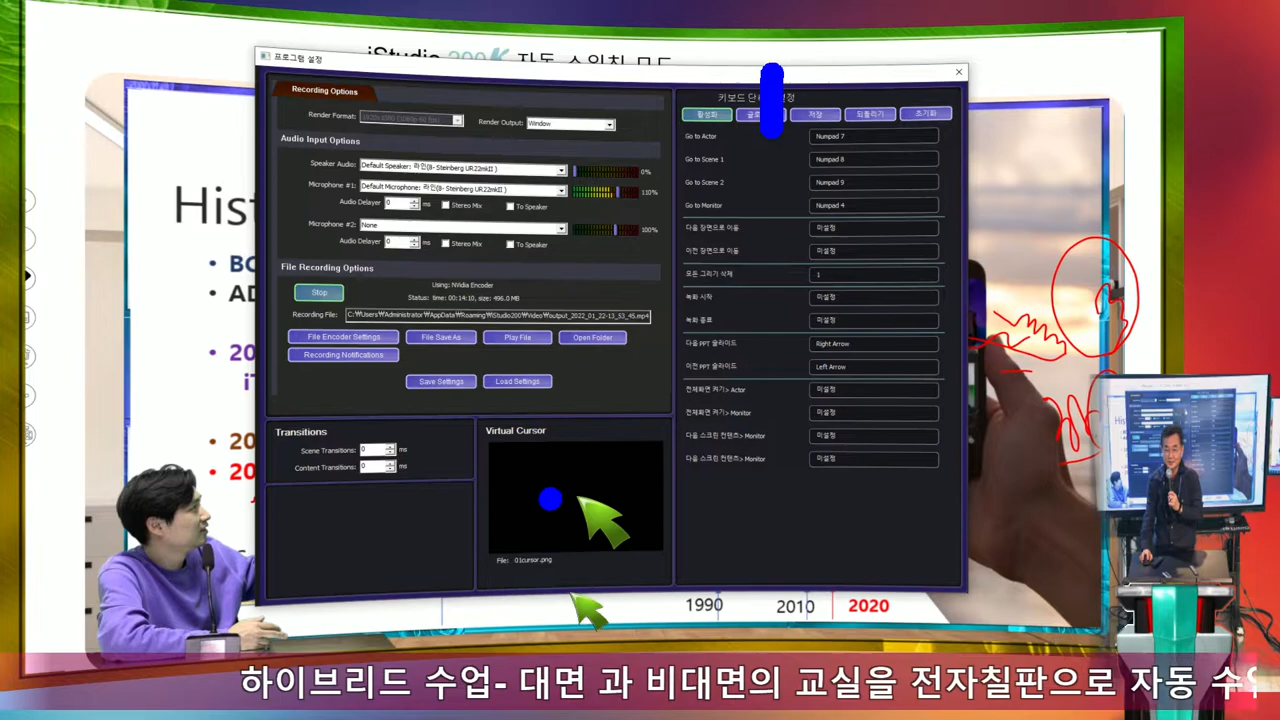 iStudio 200K 자동 스위칭 모드
프로그램 설정
Recording Options
Render Format:
Render Output: Window
Audio Input Options
Speaker Audio: Default Speaker: 라인(8- Steinberg UR22mkII ) 0%
Microphone #1: Default Microphone: 라인(8- Steinberg UR22mkII ) 110%
Audio Delayer 0 ms Stereo Mix To Speaker
Microphone #2: None 100%
Audio Delayer 0 ms Stereo Mix To Speaker
File Recording Options
Stop
Using: NVidia Encoder
Status: time: 00:14:10, size: 496.0 MB
Recording File: C:₩Users₩Administrator₩AppData₩Roaming₩iStudio200₩Video₩output_2022_01_22-13_53_45.mp4
File Encoder Settings File Save As Play File Open Folder
Recording Notifications
Save Settings Load Settings
Transitions
Scene Transitions: 0 ms
Content Transitions: 0 ms
Virtual Cursor
File: 01cursor.png
키보드 단
활성화 저장 되돌리기 초기화
Go to Actor Numpad 7
Go to Scene 1 Numpad 8
Go to Scene 2 Numpad 9
Go to Monitor Numpad 4
다음 장면으로 이동 미설정
이전 장면으로 이동 미설정
모든 그리기 삭제 1
녹화 시작 미설정
녹화 종료 미설정
다음 PPT 슬라이드 Right Arrow
이전 PPT 슬라이드 Left Arrow
전체화면 켜기> Actor 미설정
전체화면 켜기> Monitor 미설정
다음 스크린 컨텐츠> Monitor 미설정
다음 스크린 컨텐츠> Monitor 미설정
Hist
• BC
• AD
• 20
• 20
• 20
1990 2010 2020
하이브리드 수업- 대면 과 비대면의 교실을 전자칠판으로 자동 수